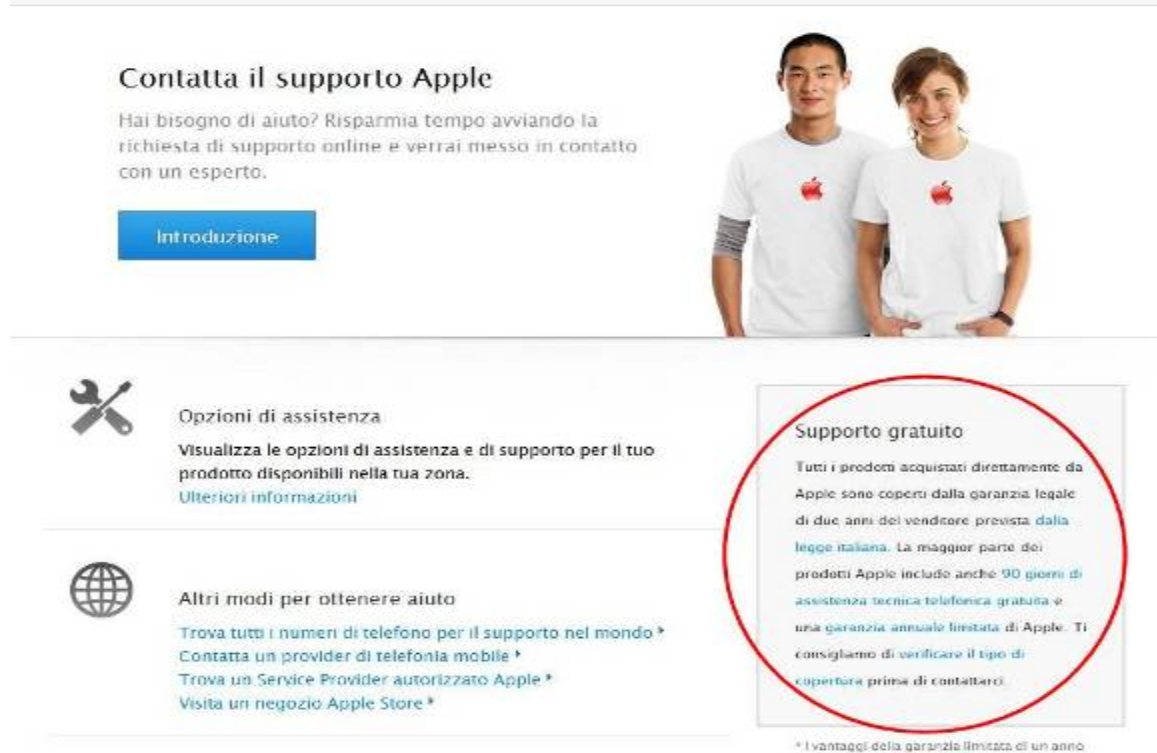 Contatta il supporto Apple
Hai bisogno di aiuto? Risparmia tempo avviando la
richiesta di supporto online e verrai messo in contatto
con un esperto.
Introduzione
Opzioni di assistenza
Visualizza le opzioni di assistenza e di supporto per il tuo
prodotto disponibili nella tua zona.
Ulteriori informazioni
Altri modi per ottenere aiuto
Trova tutti i numeri di telefono per il supporto nel mondo
Contatta un provider di telefonia mobile
Trova un Service Provider autorizzato Apple
Visita un negozio Apple Store
Supporto gratuito
Tutti i prodotti acquistati direttamente da
Apple sono coperti dalla garanzia legale
di due anni del venditore prevista dalla
legge italiana. La maggior parte dei
prodotti Apple include anche 90 giorni di
assistenza tecnica telefonica gratuita e
una garanzia annuale limitata di Apple. Ti
consigliamo di verificare il tipo di
copertura prima di contattarci.
* I vantaggi della garanzia limitata di un anno